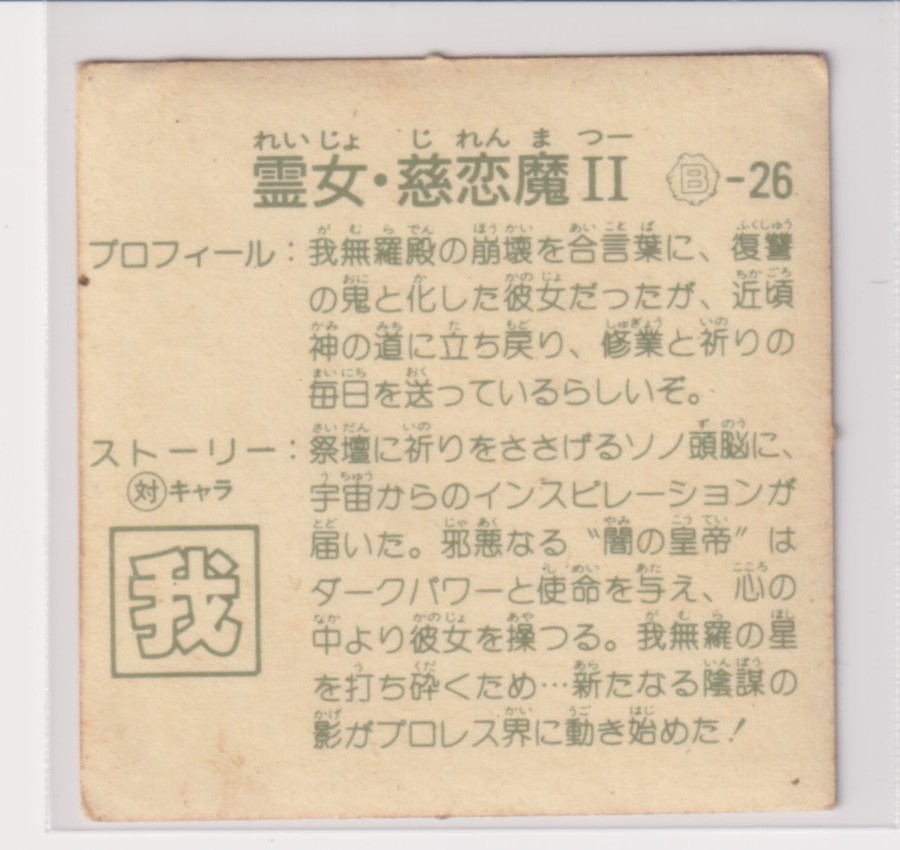 れいじょ じれんまつー
霊女・慈恋魔II Ⓑ-26
プロフィール：我無羅殿の崩壊を合言葉に、復讐
の鬼と化した彼女だったが、近頃
神の道に立ち戻り、修業と祈りの
毎日を送っているらしいぞ。
ストーリー：祭壇に祈りをささげるソノ頭脳に、
㊥キャラ 宇宙からのインスピレーションが
届いた。邪悪なる〝闇の皇帝〟は
ダークパワーと使命を与え、心の
中より彼女を操つる。我無羅の星
を打ち砕くため…新たなる陰謀の
影がプロレス界に動き始めた！
我